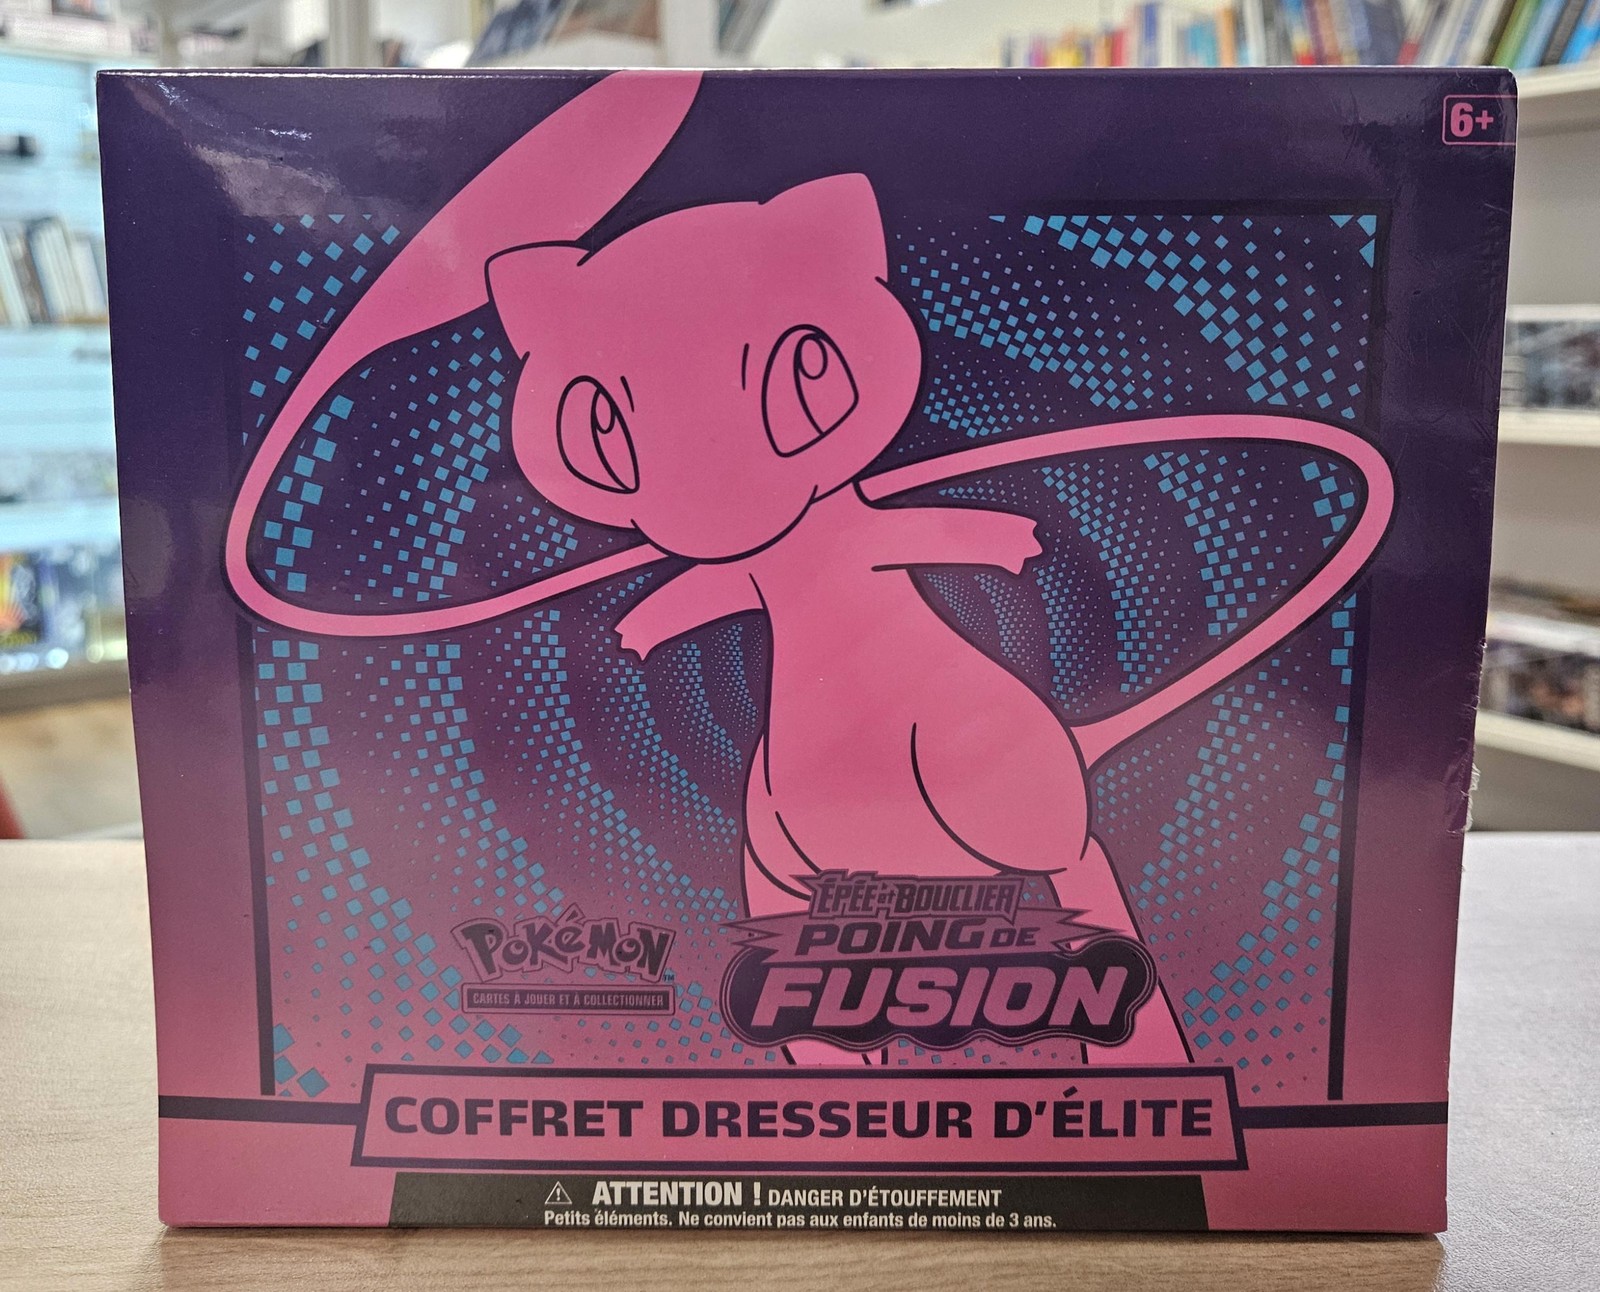 6+
ÉPÉE et BOUCLIER
POING DE
FUSION
POKéMON™
CARTES À JOUER ET À COLLECTIONNER
COFFRET DRESSEUR D'ÉLITE
ATTENTION ! DANGER D'ÉTOUFFEMENT
Petits éléments. Ne convient pas aux enfants de moins de 3 ans.